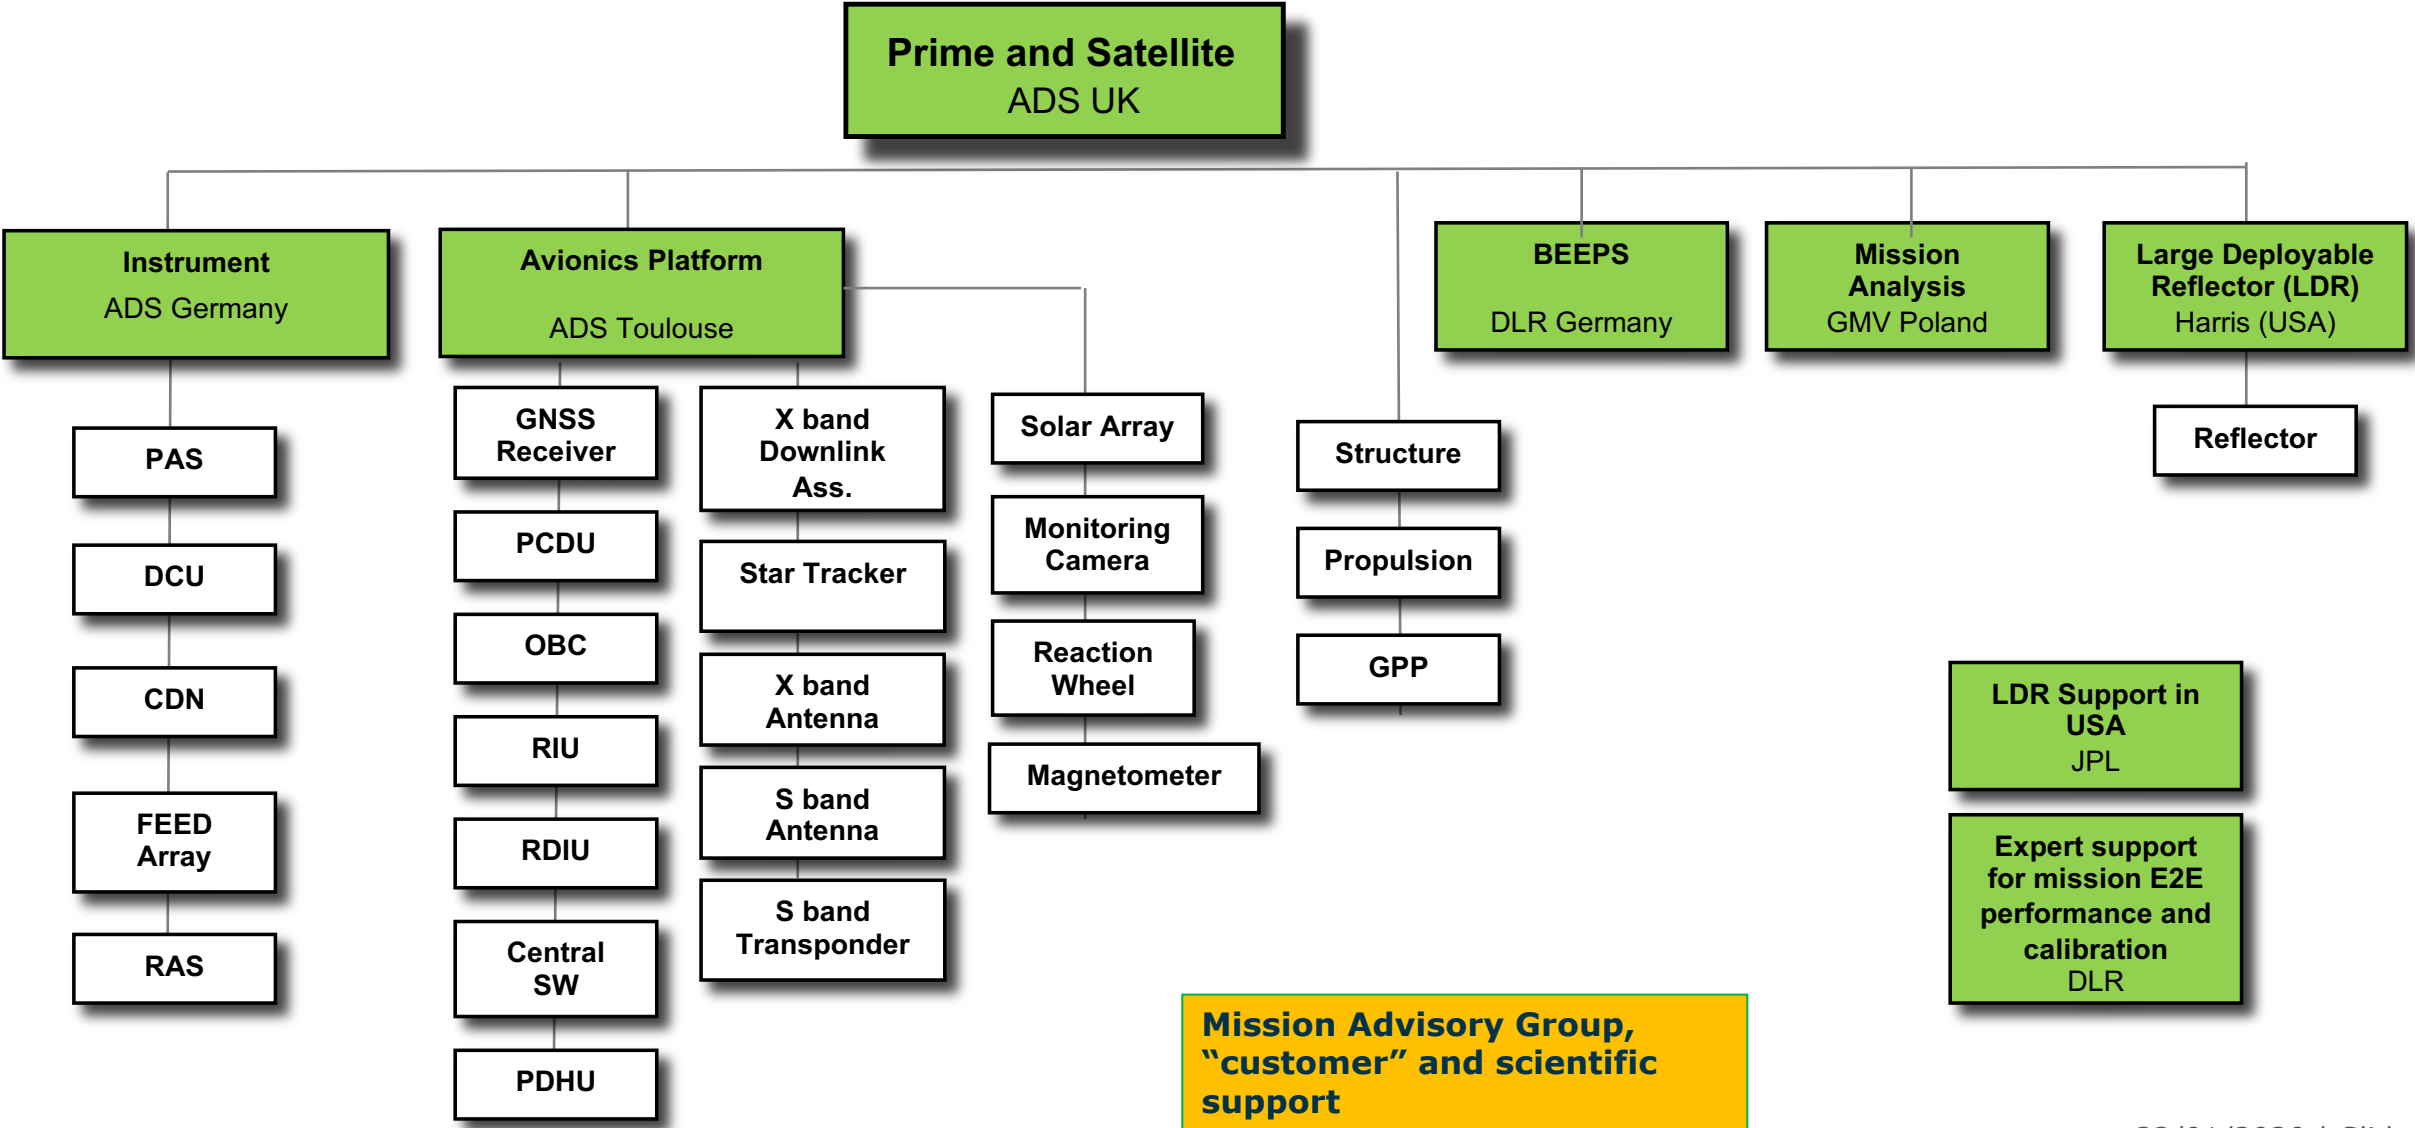 Prime and Satellite
ADS UK
Instrument
ADS Germany
PAS
DCU
CDN
FEED
Array
RAS
Avionics Platform
ADS Toulouse
GNSS
Receiver
PCDU
OBC
RIU
RDIU
Central
SW
PDHU
X band
Downlink
Ass.
Star Tracker
X band
Antenna
S band
Antenna
S band
Transponder
Solar Array
Monitoring
Camera
Reaction
Wheel
Magnetometer
Structure
Propulsion
GPP
BEEPS
DLR Germany
Mission
Analysis
GMV Poland
Large Deployable
Reflector (LDR)
Harris (USA)
Reflector
LDR Support in
USA
JPL
Expert support
for mission E2E
performance and
calibration
DLR
Mission Advisory Group,
“customer” and scientific
support